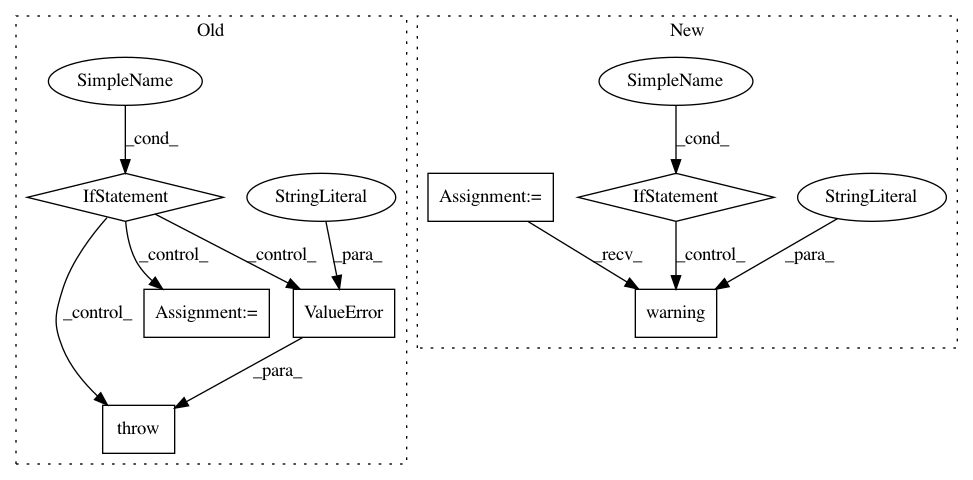 Old
New
SimpleName
SimpleName
_cond_
_cond_
IfStatement
StringLiteral
Assignment:=
IfStatement
StringLiteral
_control_
_control_
_para_
_recv_
_control_
_para_
_control_
Assignment:=
ValueError
warning
_para_
throw